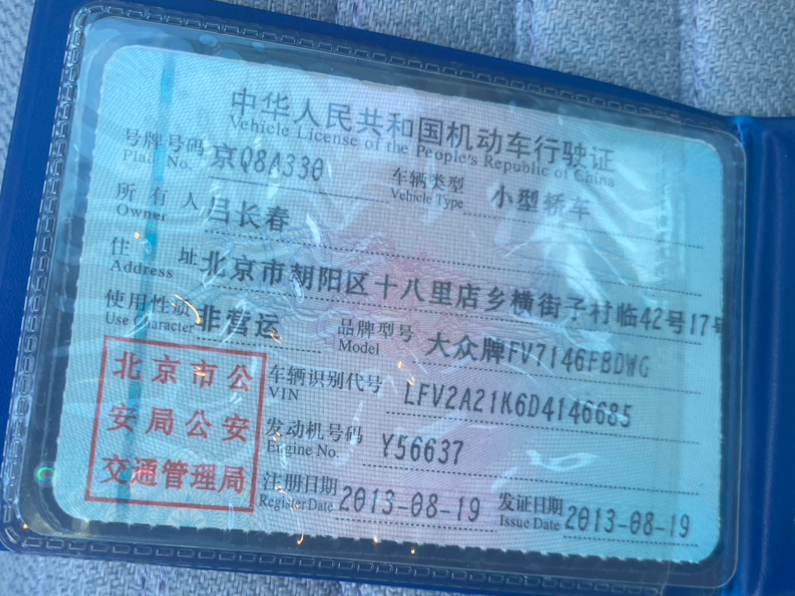 中华人民共和国机动车行驶证
Vehicle License of the People's Republic of China
号牌号码 京Q8A330 车辆类型 小型轿车
Plate No. Vehicle Type
所有人 吕长春
Owner
住址 北京市朝阳区十八里店乡横街子村临42号17号
Address
使用性质 非营运 品牌型号 大众牌FV7146FBDWG
Use Character Model
北京市公安局公安交通管理局
车辆识别代号 LFV2A21K6D4146685
VIN
发动机号码 Y56637
Engine No.
注册日期 2013-08-19 发证日期 2013-08-19
Register Date Issue Date